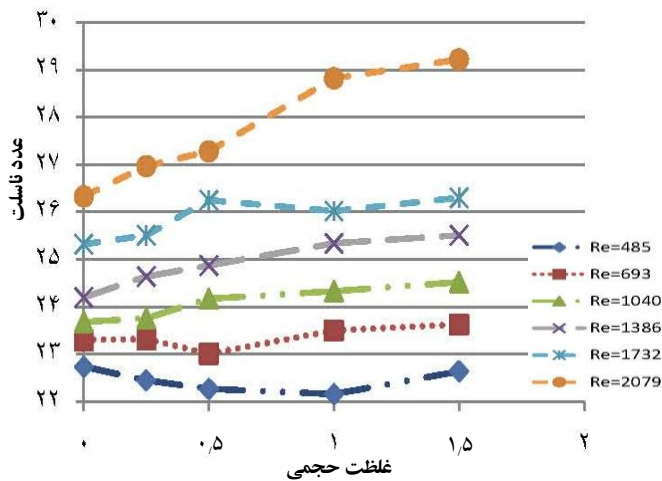 ۳۰
۲۹
۲۸
۲۷
۲۶
۲۵
۲۴
۲۳
۲۲
عدد ناسلت
۰ ۰٫۵ ۱ ۱٫۵ ۲
غلظت حجمی
Re=485
Re=693
Re=1040
Re=1386
Re=1732
Re=2079